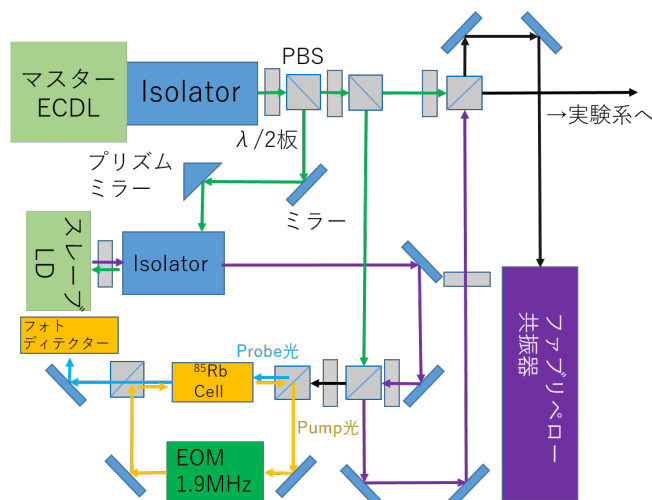 マスター
ECDL
Isolator
PBS
λ/2板
→実験系へ
プリズム
ミラー
ミラー
スレーブ
LD
Isolator
フォト
ディテクター
Probe光
⁸⁵Rb
Cell
Pump光
EOM
1.9MHz
ファブリペロー
共振器